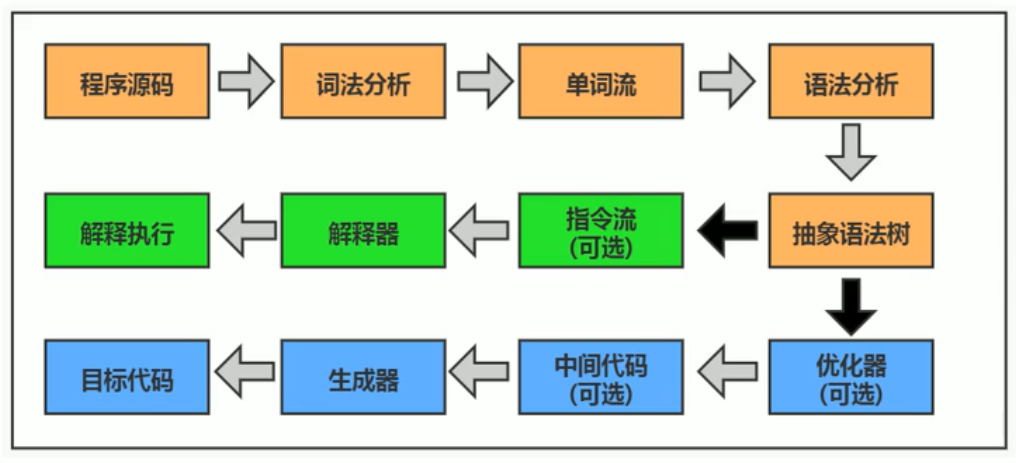 程序源码
词法分析
单词流
语法分析
解释执行
解释器
指令流
(可选)
抽象语法树
目标代码
生成器
中间代码
(可选)
优化器
(可选)